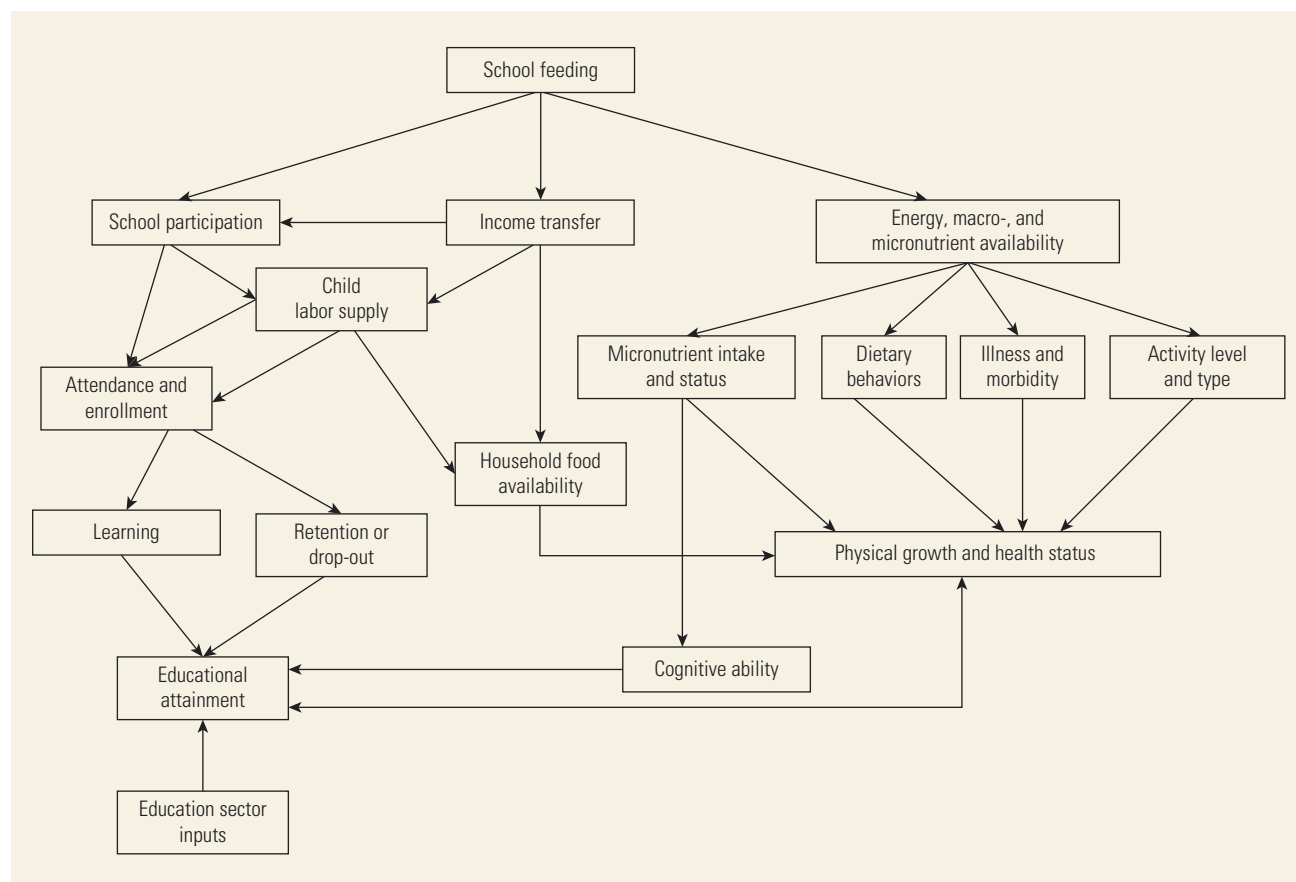 School feeding
School participation
Income transfer
Energy, macro-, and
micronutrient availability
Child
labor supply
Micronutrient intake
and status
Dietary
behaviors
Illness and
morbidity
Activity level
and type
Attendance and
enrollment
Household food
availability
Learning
Retention or
drop-out
Physical growth and health status
Educational
attainment
Cognitive ability
Education sector
inputs